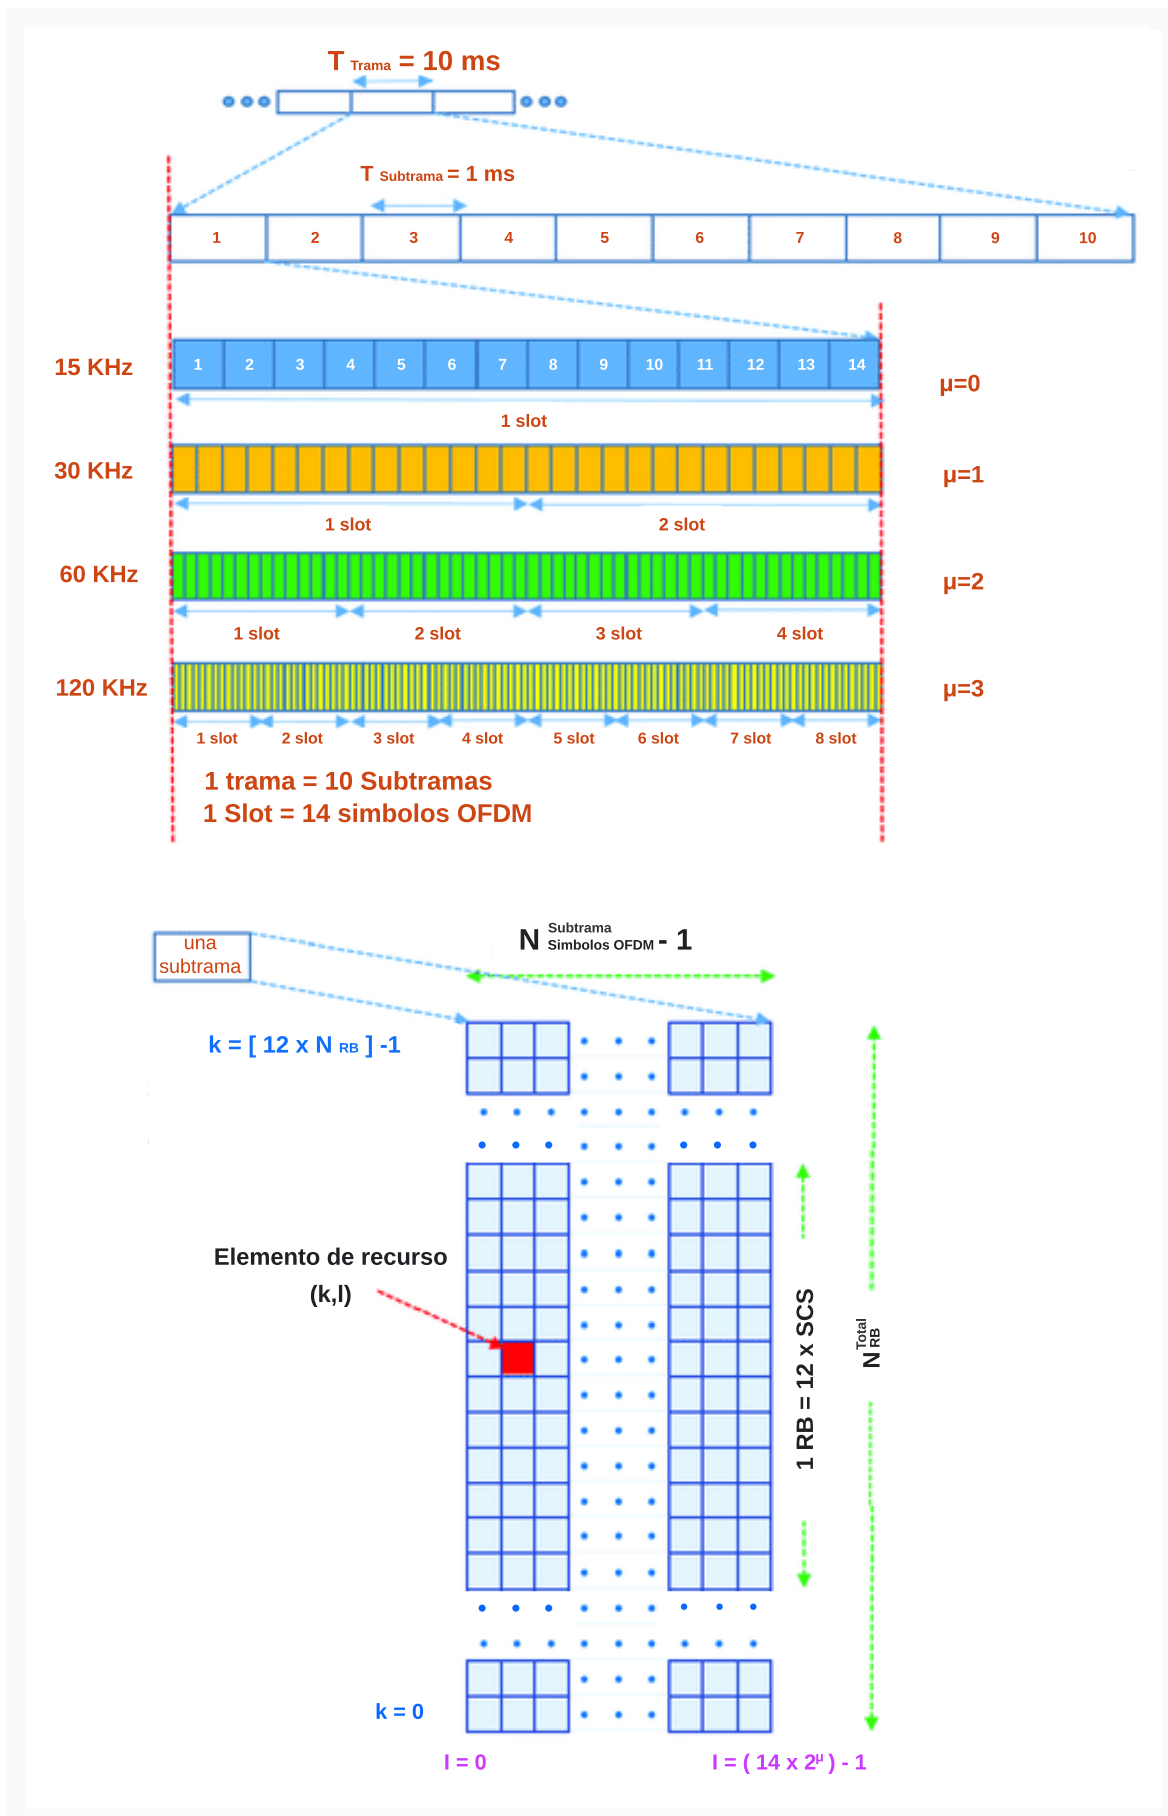 T Trama = 10 ms
T Subtrama = 1 ms
1 2 3 4 5 6 7 8 9 10
15 KHz
1 2 3 4 5 6 7 8 9 10 11 12 13 14
µ=0
1 slot
30 KHz
µ=1
1 slot 2 slot
60 KHz
µ=2
1 slot 2 slot 3 slot 4 slot
120 KHz
µ=3
1 slot 2 slot 3 slot 4 slot 5 slot 6 slot 7 slot 8 slot
1 trama = 10 Subtramas
1 Slot = 14 simbolos OFDM
una
subtrama
N Subtrama Simbolos OFDM - 1
k = [ 12 x N RB ] -1
Elemento de recurso
(k,l)
1 RB = 12 x SCS
N Total RB
k = 0
l = 0
l = ( 14 x 2µ ) - 1